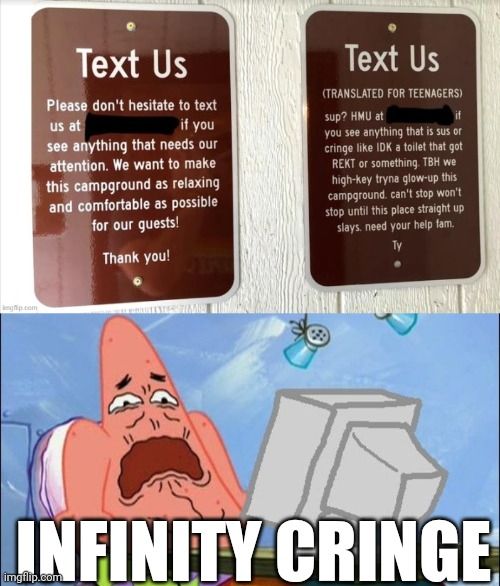 Text Us
Please don't hesitate to text
us at if you
see anything that needs our
attention. We want to make
this campground as relaxing
and comfortable as possible
for our guests!
Thank you!
Text Us
(TRANSLATED FOR TEENAGERS)
sup? HMU at if
you see anything that is sus or
cringe like IDK a toilet that got
REKT or something. TBH we
high-key tryna glow-up this
campground. can't stop won't
stop until this place straight up
slays. need your help fam.
Ty
imgflip.com
INFINITY CRINGE
imgflip.com